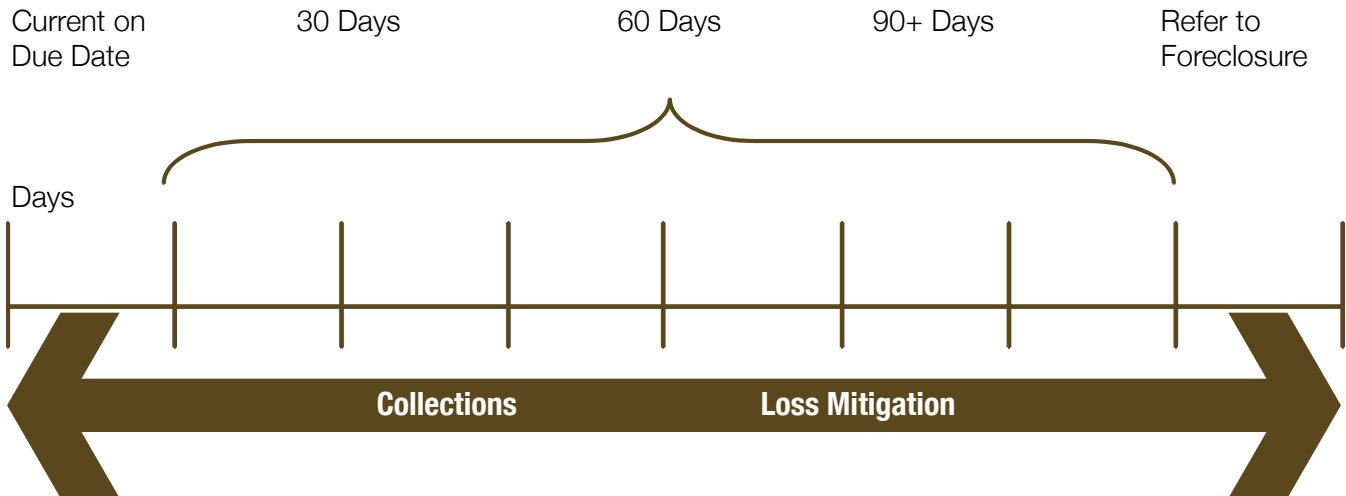 Current on
Due Date
30 Days
60 Days
90+ Days
Refer to
Foreclosure
Days
Collections
Loss Mitigation